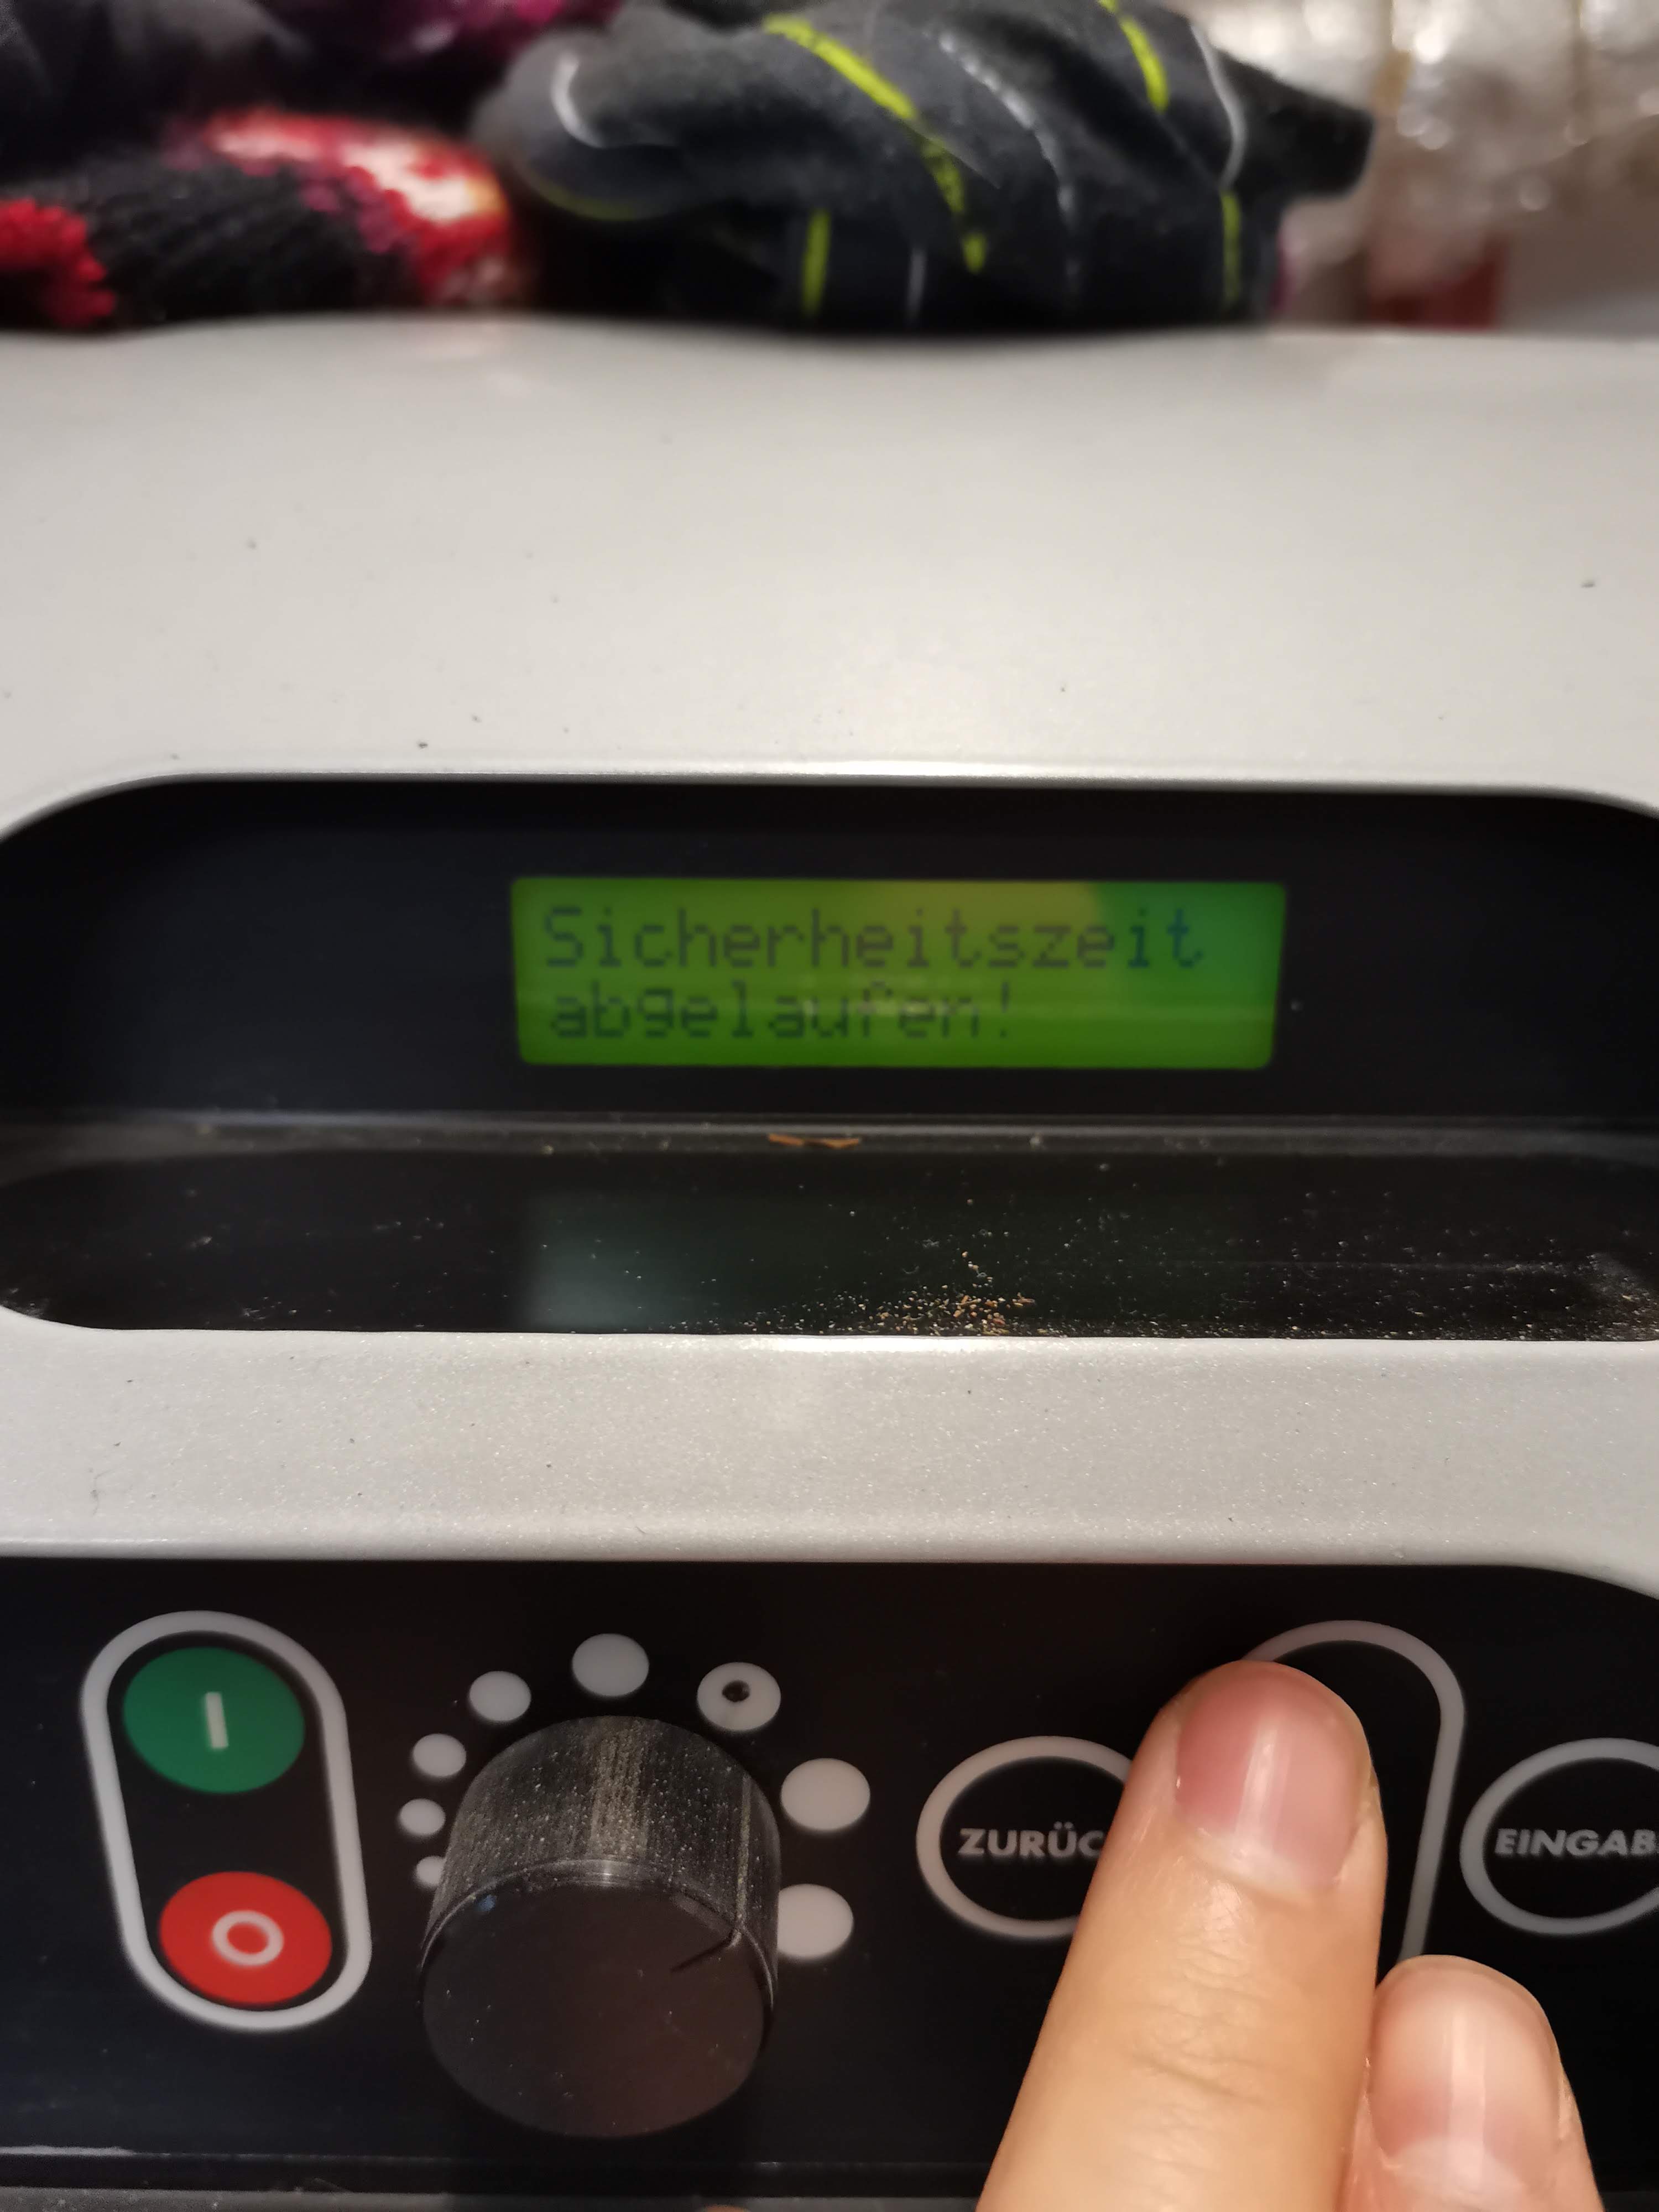 Sicherheitszeit
abgelaufen!
I
O
ZURÜC
EINGAB